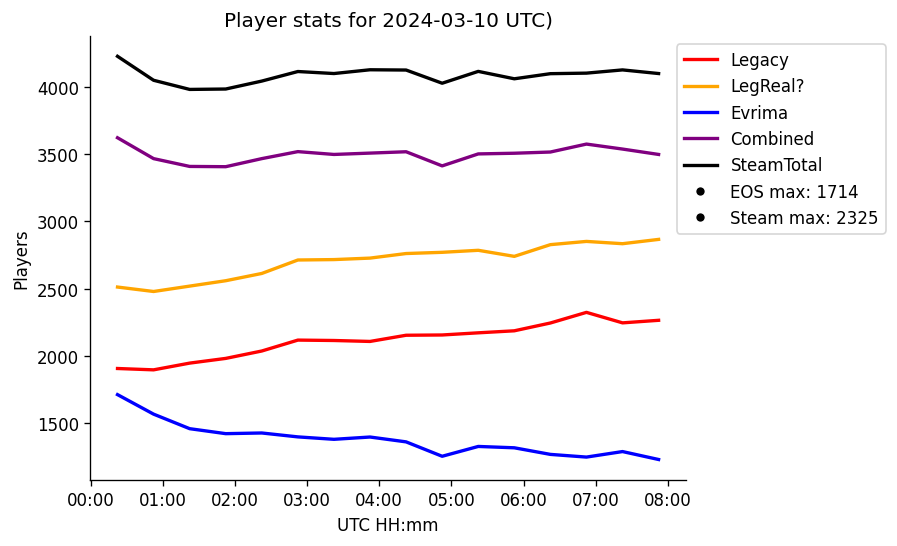 Player stats for 2024-03-10 UTC)
Legacy
LegReal?
Evrima
Combined
SteamTotal
EOS max: 1714
Steam max: 2325
Players
4000
3500
3000
2500
2000
1500
00:00 01:00 02:00 03:00 04:00 05:00 06:00 07:00 08:00
UTC HH:mm